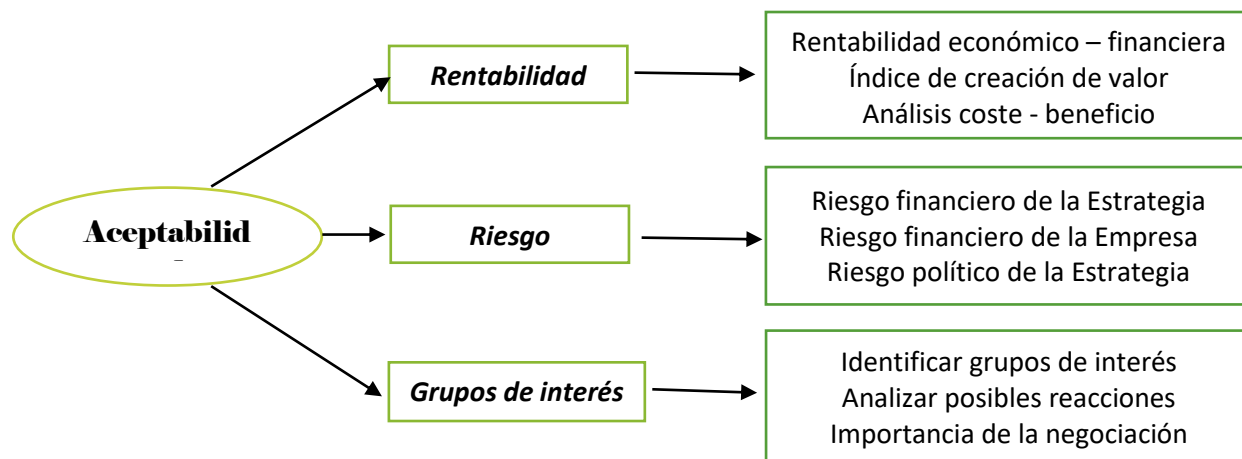 Aceptabilid
Rentabilidad
Rentabilidad económico – financiera
Índice de creación de valor
Análisis coste - beneficio
Riesgo
Riesgo financiero de la Estrategia
Riesgo financiero de la Empresa
Riesgo político de la Estrategia
Grupos de interés
Identificar grupos de interés
Analizar posibles reacciones
Importancia de la negociación